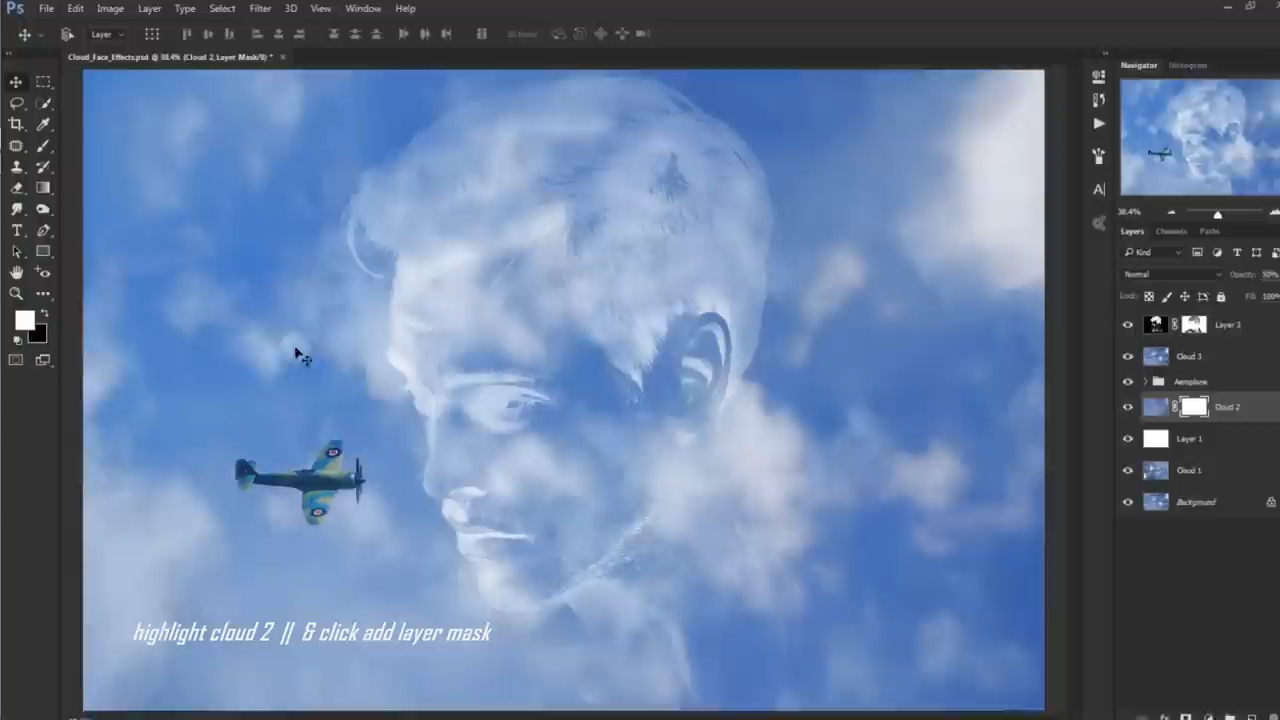 Ps File Edit Image Layer Type Select Filter 3D View Window Help
Layer
Cloud_Face_Effects.psd @ 38.4% (Cloud 2, Layer Mask/8) *
Navigator Histogram
38.4%
Layers Channels Paths
Kind
Normal Opacity: 50%
Lock: Fill: 100%
Layer 3
Cloud 3
Aeroplane
Cloud 2
Layer 1
Cloud 1
Background
highlight cloud 2 || & click add layer mask